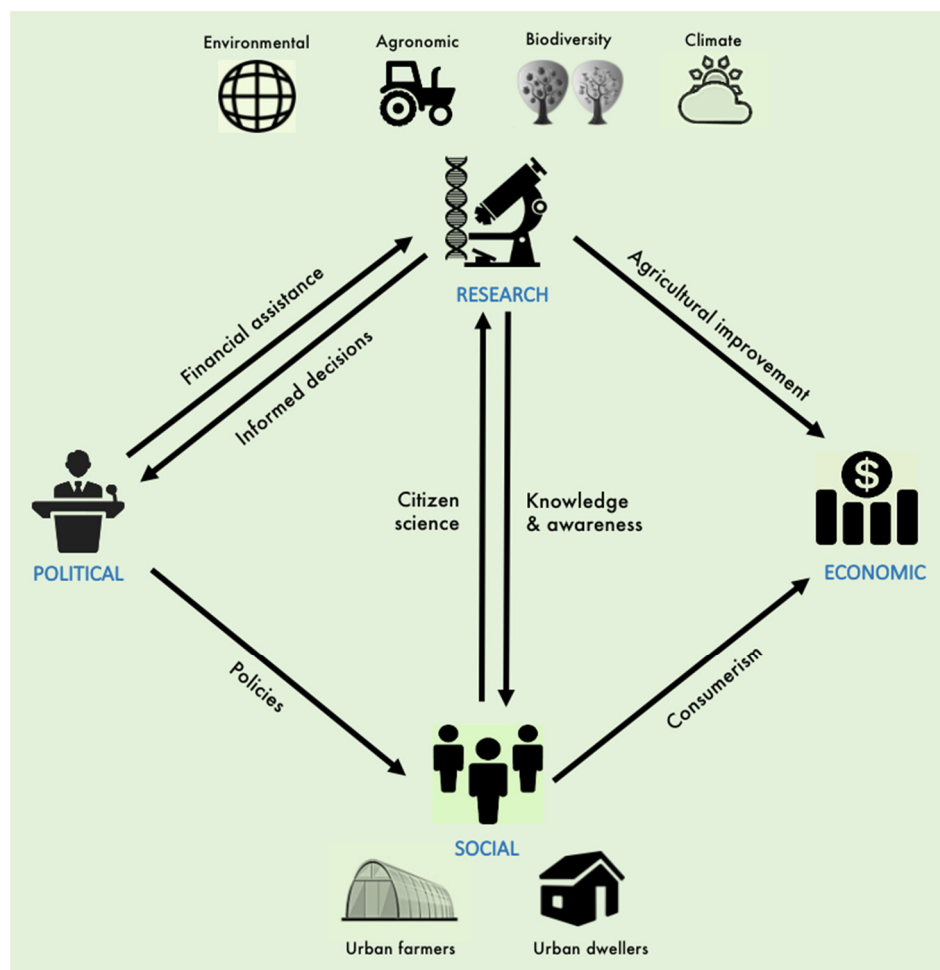 Environmental
Agronomic
Biodiversity
Climate
RESEARCH
Financial assistance
Informed decisions
Agricultural improvement
$
Citizen
science
Knowledge
& awareness
POLITICAL
ECONOMIC
Policies
Consumerism
SOCIAL
Urban farmers
Urban dwellers